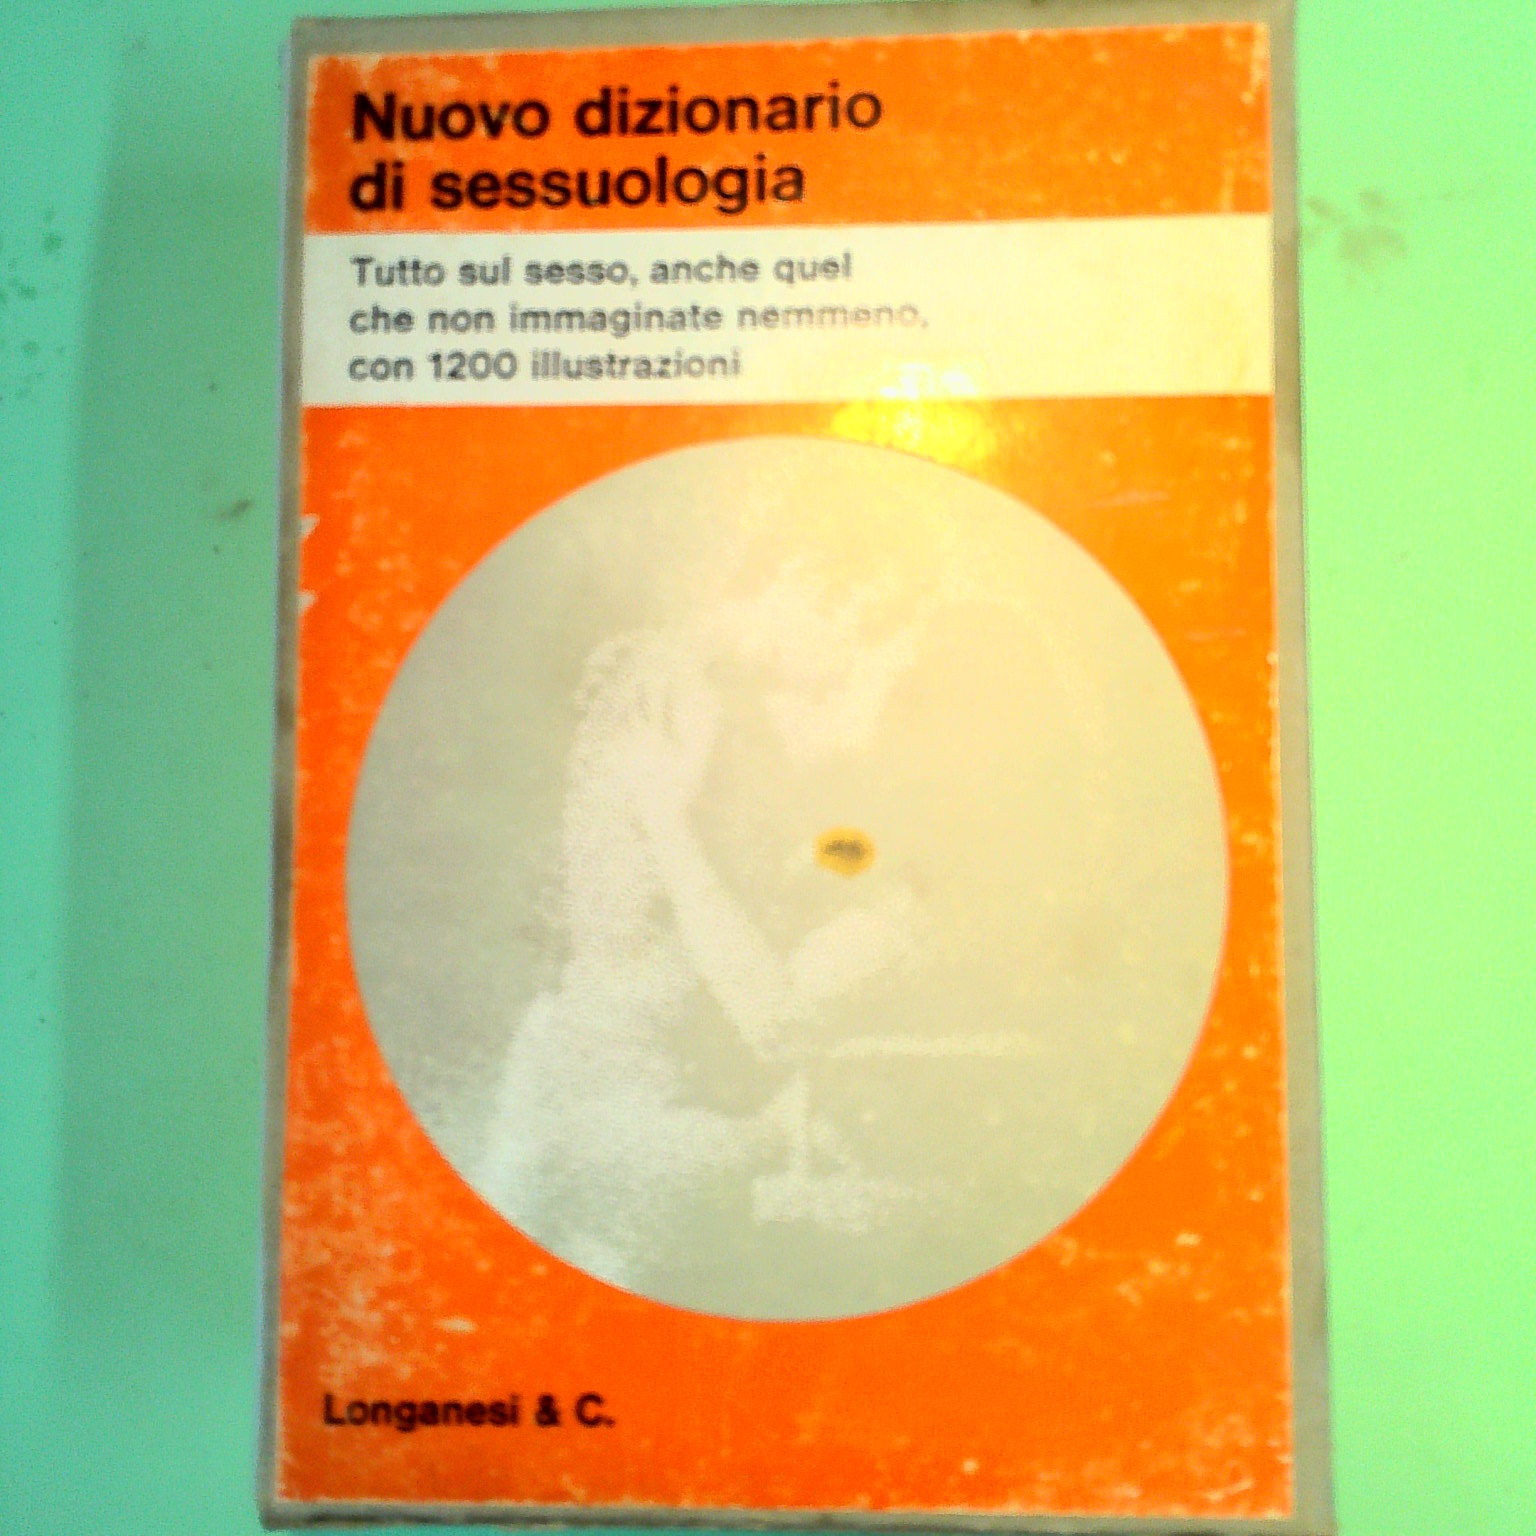 Nuovo dizionario
di sessuologia
Tutto sul sesso, anche quel
che non immaginate nemmeno,
con 1200 illustrazioni
Longanesi & C.